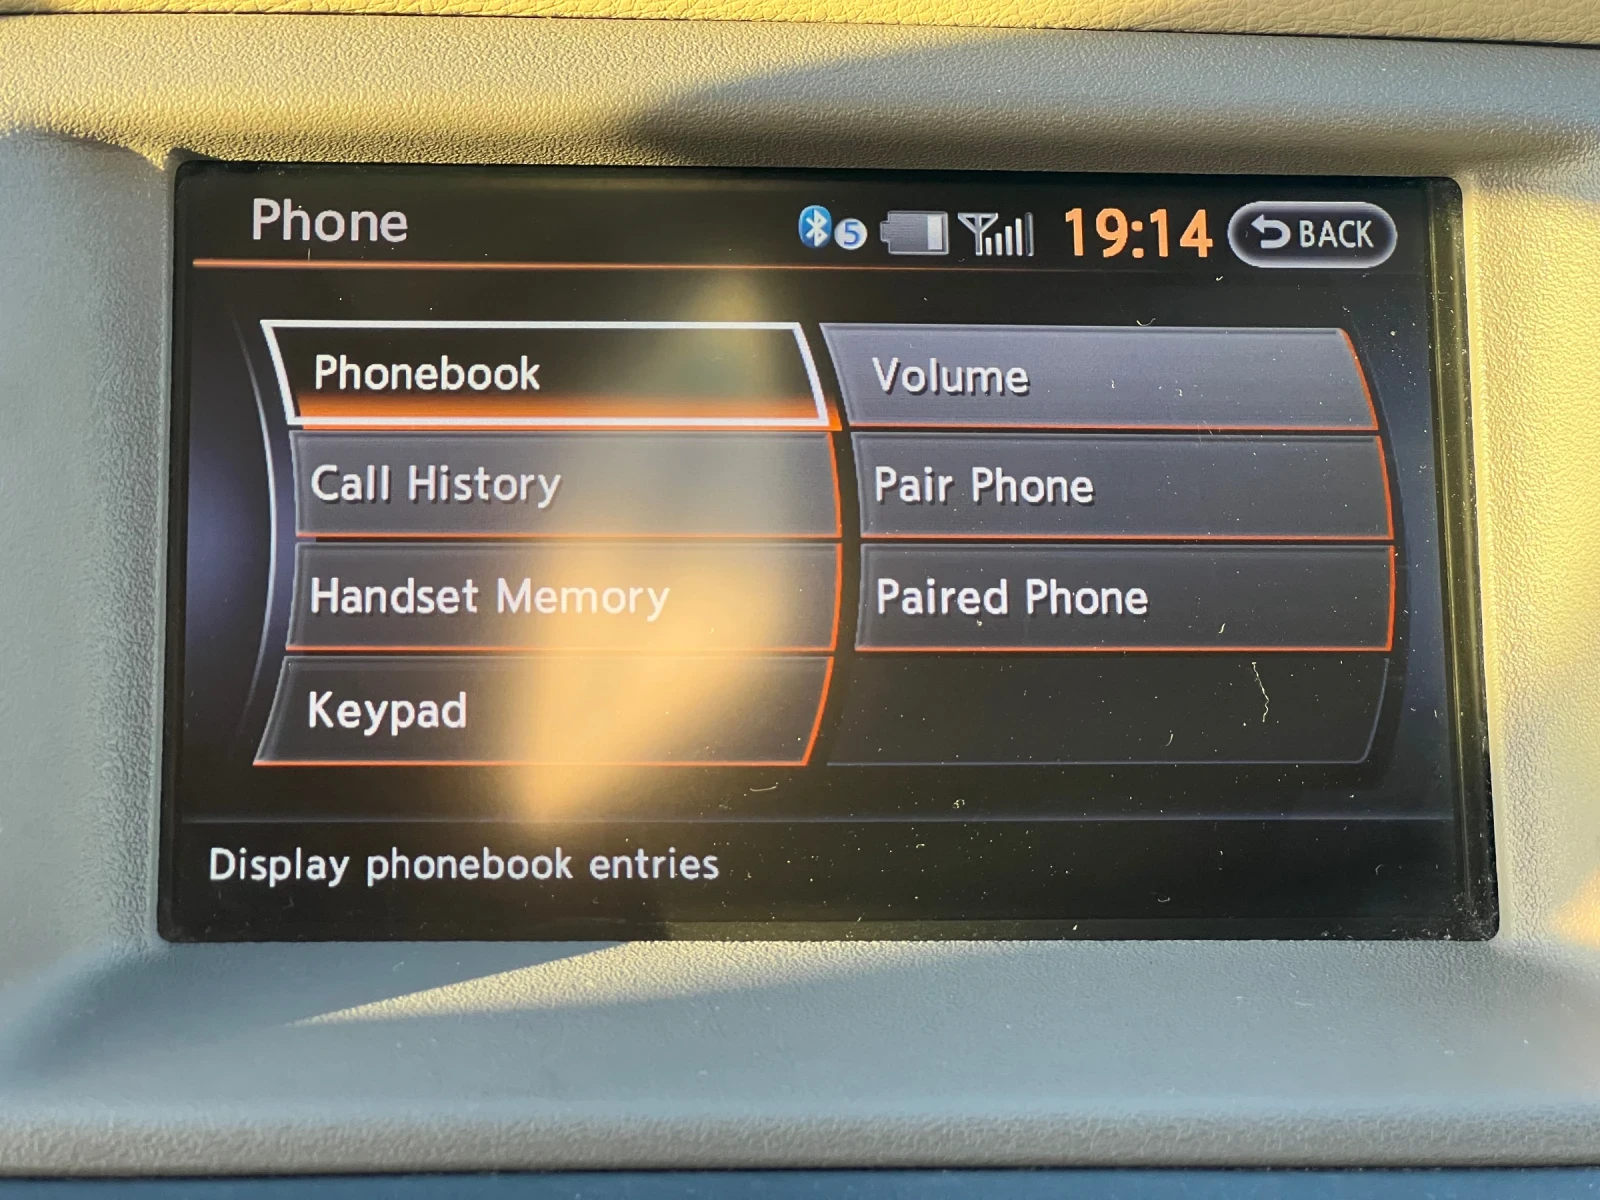 Phone
5
19:14
BACK
Phonebook
Volume
Call History
Pair Phone
Handset Memory
Paired Phone
Keypad
Display phonebook entries